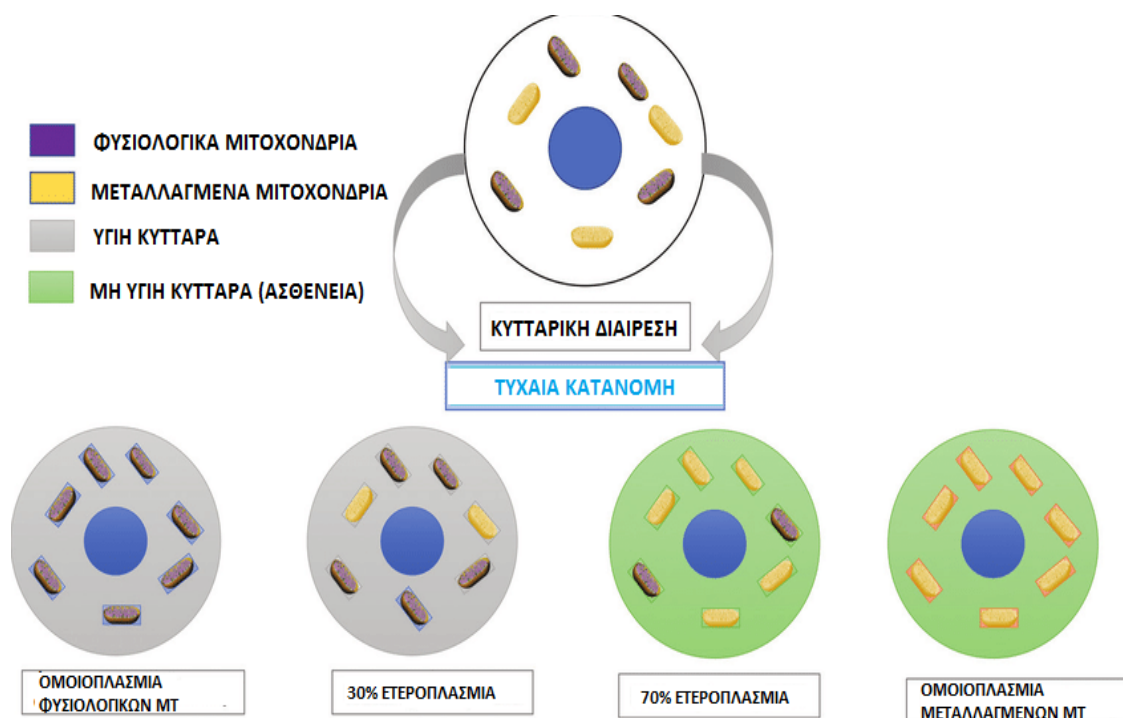 ΦΥΣΙΟΛΟΓΙΚΑ ΜΙΤΟΧΟΝΔΡΙΑ
ΜΕΤΑΛΛΑΓΜΕΝΑ ΜΙΤΟΧΟΝΔΡΙΑ
ΥΓΙΗ ΚΥΤΤΑΡΑ
ΜΗ ΥΓΙΗ ΚΥΤΤΑΡΑ (ΑΣΘΕΝΕΙΑ)
ΚΥΤΤΑΡΙΚΗ ΔΙΑΙΡΕΣΗ
ΤΥΧΑΙΑ ΚΑΤΑΝΟΜΗ
ΟΜΟΙΟΠΛΑΣΜΙΑ
ΦΥΣΙΟΛΟΓΙΚΩΝ ΜΤ
30% ΕΤΕΡΟΠΛΑΣΜΙΑ
70% ΕΤΕΡΟΠΛΑΣΜΙΑ
ΟΜΟΙΟΠΛΑΣΜΙΑ
ΜΕΤΑΛΛΑΓΜΕΝΩΝ ΜΤ